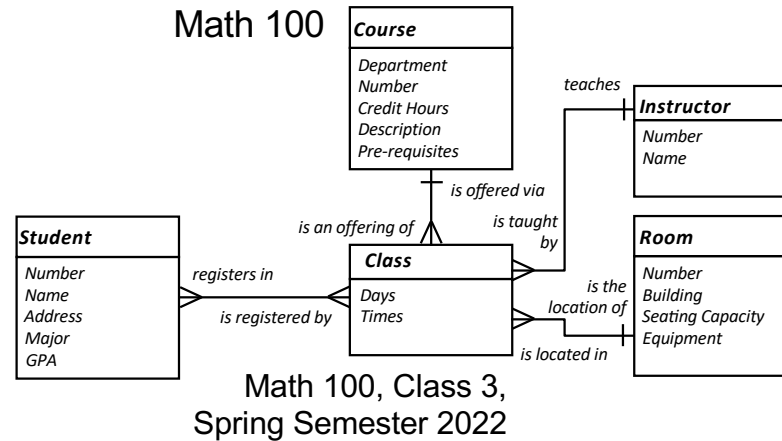 Math 100
Course
Department
Number
Credit Hours
Description
Pre-requisites
teaches
Instructor
Number
Name
is offered via
is an offering of
is taught
by
Student
Number
Name
Address
Major
GPA
registers in
is registered by
Class
Days
Times
is the
location of
is located in
Room
Number
Building
Seating Capacity
Equipment
Math 100, Class 3,
Spring Semester 2022